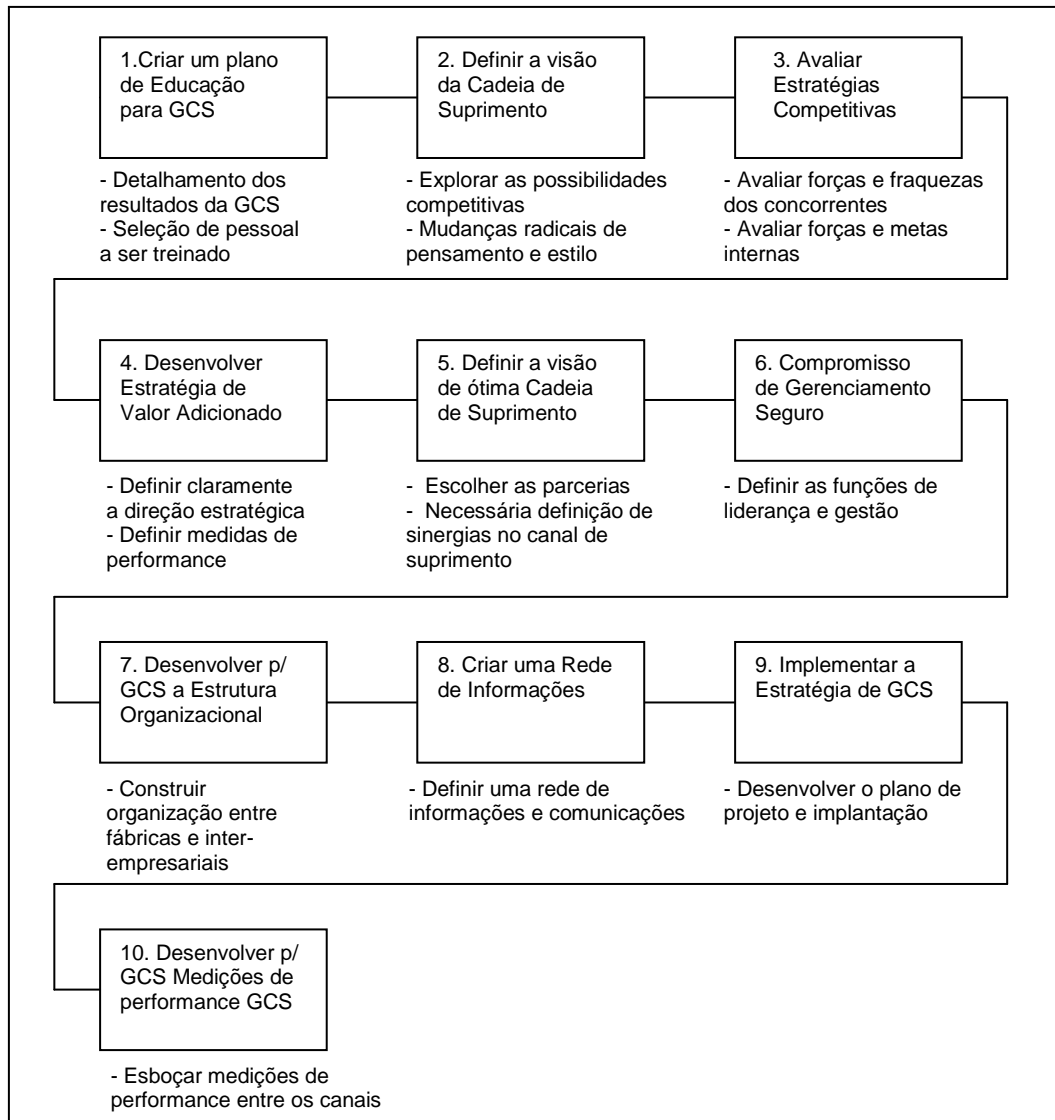 1.Criar um plano
de Educação
para GCS
- Detalhamento dos
resultados da GCS
- Seleção de pessoal
a ser treinado
2. Definir a visão
da Cadeia de
Suprimento
- Explorar as possibilidades
competitivas
- Mudanças radicais de
pensamento e estilo
3. Avaliar
Estratégias
Competitivas
- Avaliar forças e fraquezas
dos concorrentes
- Avaliar forças e metas
internas
4. Desenvolver
Estratégia de
Valor Adicionado
- Definir claramente
a direção estratégica
- Definir medidas de
performance
5. Definir a visão
de ótima Cadeia
de Suprimento
- Escolher as parcerias
- Necessária definição de
sinergias no canal de
suprimento
6. Compromisso
de Gerenciamento
Seguro
- Definir as funções de
liderança e gestão
7. Desenvolver p/
GCS a Estrutura
Organizacional
- Construir
organização entre
fábricas e inter-
empresariais
8. Criar uma Rede
de Informações
- Definir uma rede de
informações e comunicações
9. Implementar a
Estratégia de GCS
- Desenvolver o plano de
projeto e implantação
10. Desenvolver p/
GCS Medições de
performance GCS
- Esboçar medições de
performance entre os canais